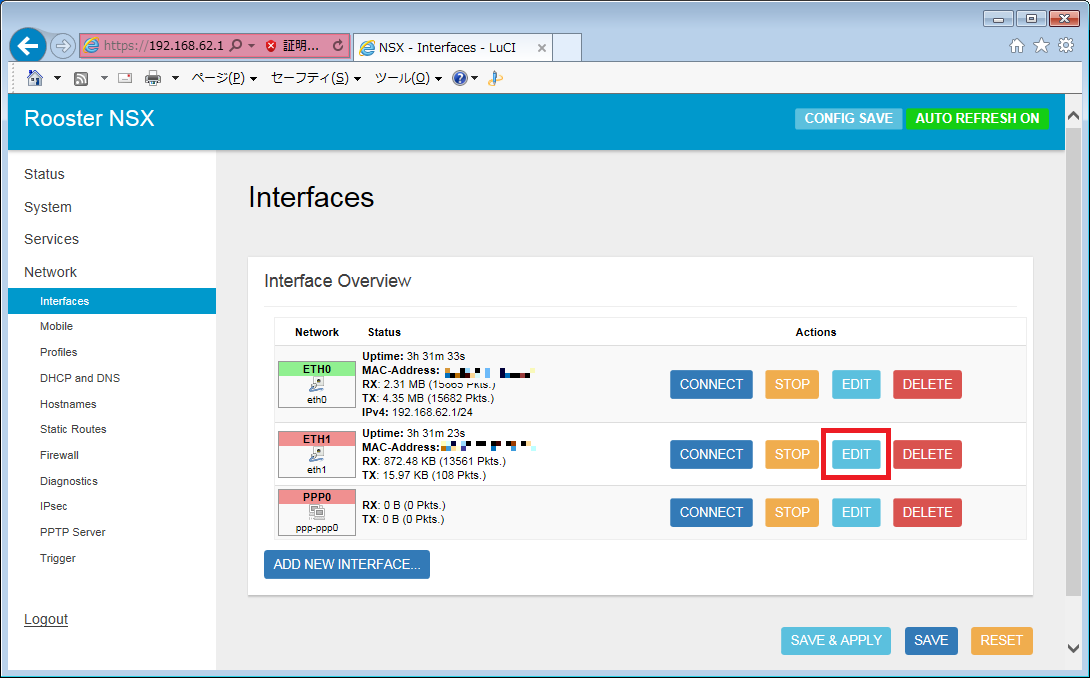 https://192.168.62.1 証明... NSX - Interfaces - LuCI
ページ(P) セーフティ(S) ツール(O)
Rooster NSX CONFIG SAVE AUTO REFRESH ON
Status
System
Services
Network
Interfaces
Mobile
Profiles
DHCP and DNS
Hostnames
Static Routes
Firewall
Diagnostics
IPsec
PPTP Server
Trigger
Logout
Interfaces
Interface Overview
Network Status Actions
ETH0
eth0
Uptime: 3h 31m 33s
MAC-Address:
RX: 2.31 MB (15865 Pkts.)
TX: 4.35 MB (15682 Pkts.)
IPv4: 192.168.62.1/24
CONNECT STOP EDIT DELETE
ETH1
eth1
Uptime: 3h 31m 23s
MAC-Address:
RX: 872.48 KB (13561 Pkts.)
TX: 15.97 KB (108 Pkts.)
CONNECT STOP EDIT DELETE
PPP0
ppp-ppp0
RX: 0 B (0 Pkts.)
TX: 0 B (0 Pkts.)
CONNECT STOP EDIT DELETE
ADD NEW INTERFACE...
SAVE & APPLY SAVE RESET